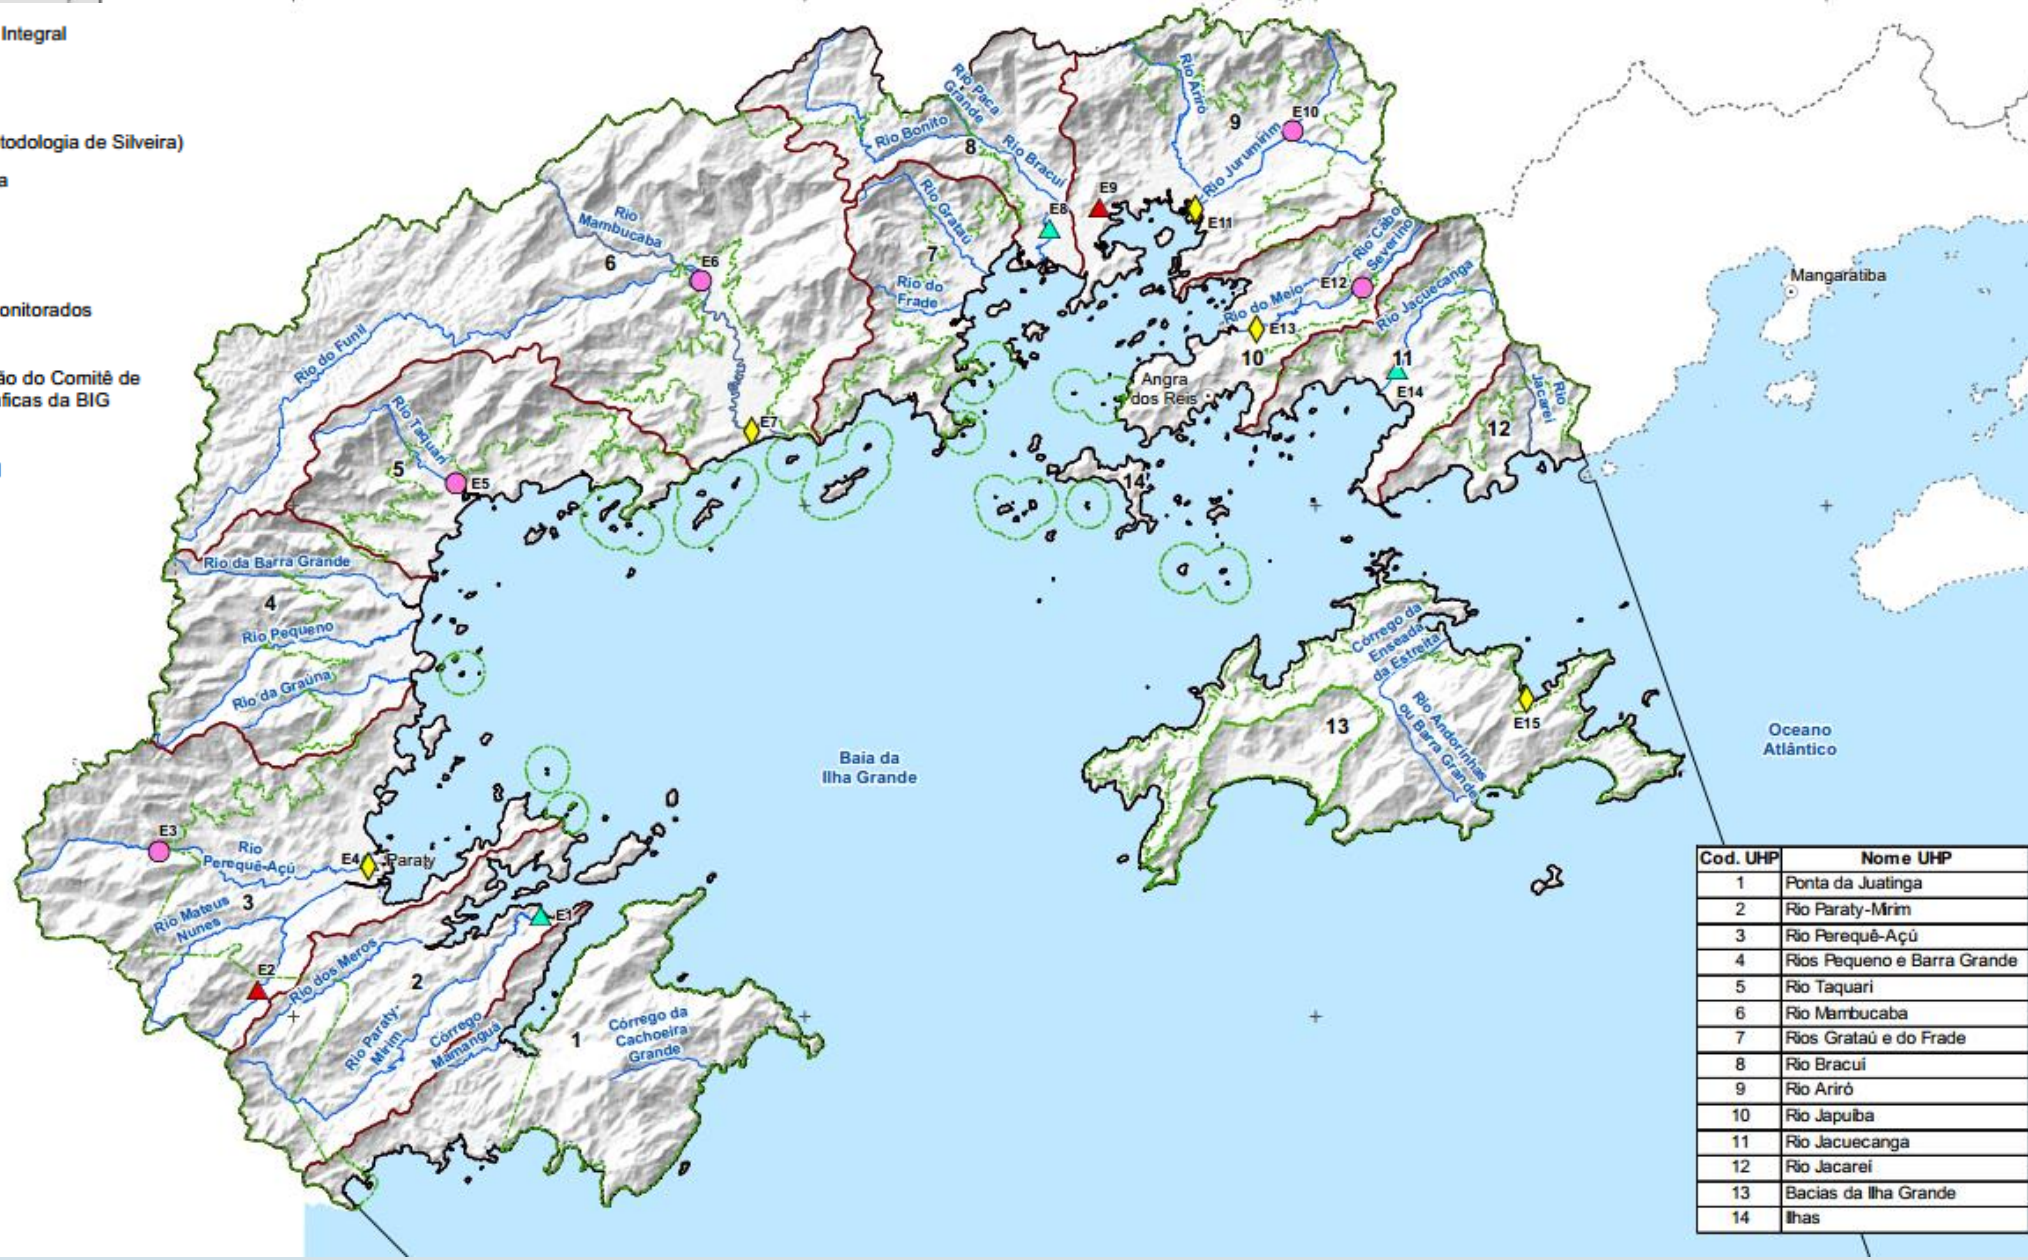 Integral
todologia de Silveira)
a
onitorados
ão do Comitê de
áficas da BIG
Rio Paca
Grande
Rio Ariró
9
E10
Rio Bonito
8
Rio Bracuí
Rio Jurumirim
E9
E8
E11
Rio Grataú
7
Rio
Mambucaba
6
E6
Rio do
Frade
Rio Cabo
Severino
E12
Rio Jacuecanga
Rio do Meio
E13
10
11
E14
Mangaratiba
Rio do Funil
Angra
dos Reis
Rio
Jacareí
12
E7
Rio Taquari
5
E5
14
Rio da Barra Grande
4
Rio Pequeno
Rio da Graúna
Córrego da
Enseada
da Estreita
Rio Andorinhas
ou Barra Grande
13
E15
Baia da
Ilha Grande
Oceano
Atlântico
E3
Rio
Perequê-Açú
E4
Paraty
Rio Mateus
Nunes
3
E1
E2
Rio dos Meros
2
Rio Paraty-
Mirim
Córrego
Mamanguá
1
Córrego da
Cachoeira
Grande
Cod. UHP Nome UHP
1 Ponta da Juatinga
2 Rio Paraty-Mirim
3 Rio Perequê-Açú
4 Rios Pequeno e Barra Grande
5 Rio Taquari
6 Rio Mambucaba
7 Rios Grataú e do Frade
8 Rio Bracuí
9 Rio Ariró
10 Rio Japuíba
11 Rio Jacuecanga
12 Rio Jacareí
13 Bacias da Ilha Grande
14 Ilhas